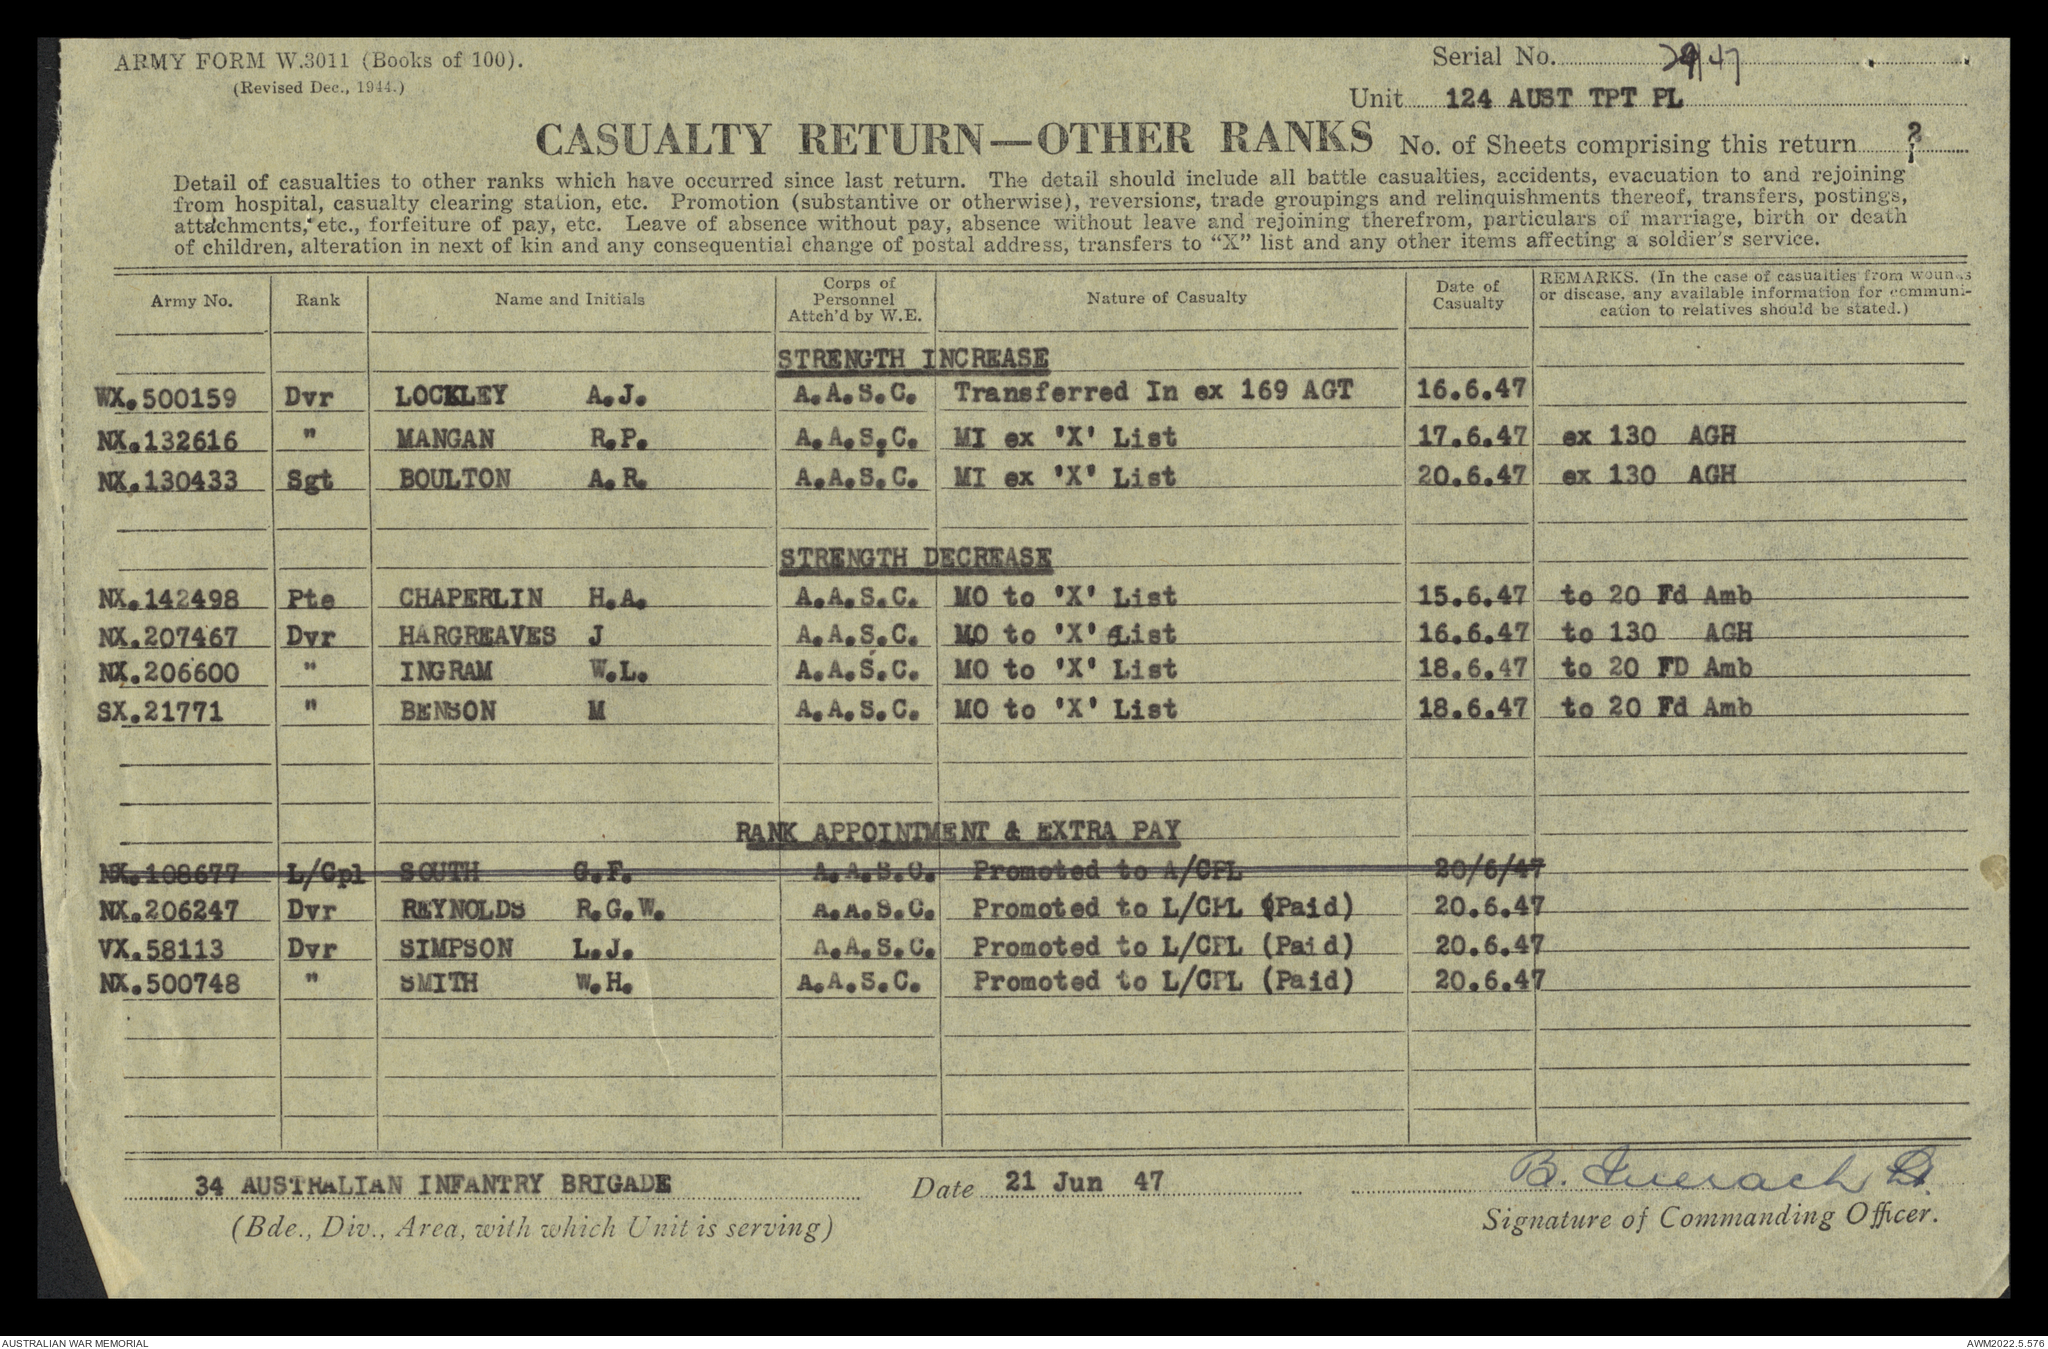 ARMY FORM W.3011 (Books of 100).
(Revised Dec., 1944.)
Serial No. 29/47
Unit 124 AUST TPT PL
CASUALTY RETURN—OTHER RANKS
No. of Sheets comprising this return 2
Detail of casualties to other ranks which have occurred since last return. The detail should include all battle casualties, accidents, evacuation to and rejoining
from hospital, casualty clearing station, etc. Promotion (substantive or otherwise), reversions, trade groupings and relinquishments thereof, transfers, postings,
attachments, etc., forfeiture of pay, etc. Leave of absence without pay, absence without leave and rejoining therefrom, particulars of marriage, birth or death
of children, alteration in next of kin and any consequential change of postal address, transfers to “X” list and any other items affecting a soldier's service.
Army No. Rank Name and Initials Corps of Personnel Attch'd by W.E. Nature of Casualty Date of Casualty REMARKS. (In the case of casualties from wounds or disease, any available information for communication to relatives should be stated.)
STRENGTH INCREASE
WX.500159 Dvr LOCKLEY A.J. A.A.S.C. Transferred In ex 169 AGT 16.6.47
NX.132616 " MANGAN R.P. A.A.S.C. MI ex 'X' List 17.6.47 ex 130 AGH
NX.130433 Sgt BOULTON A.R. A.A.S.C. MI ex 'X' List 20.6.47 ex 130 AGH
STRENGTH DECREASE
NX.142498 Pte CHAPERLIN H.A. A.A.S.C. MO to 'X' List 15.6.47 to 20 Fd Amb
NX.207467 Dvr HARGREAVES J A.A.S.C. MO to 'X' List 16.6.47 to 130 AGH
NX.206600 " INGRAM W.L. A.A.S.C. MO to 'X' List 18.6.47 to 20 FD Amb
SX.21771 " BENSON M A.A.S.C. MO to 'X' List 18.6.47 to 20 Fd Amb
RANK APPOINTMENT & EXTRA PAY
NX.108677 L/Cpl SOUTH G.F. A.A.S.C. Promoted to A/CPL 20/6/47
NX.206247 Dvr REYNOLDS R.G.W. A.A.S.C. Promoted to L/CPL (Paid) 20.6.47
VX.58113 Dvr SIMPSON L.J. A.A.S.C. Promoted to L/CPL (Paid) 20.6.47
NX.500748 " SMITH W.H. A.A.S.C. Promoted to L/CPL (Paid) 20.6.47
34 AUSTRALIAN INFANTRY BRIGADE
Date 21 Jun 47
B. Lt.
(Bde., Div., Area, with which Unit is serving)
Signature of Commanding Officer.
AUSTRALIAN WAR MEMORIAL
AWM2022.5.576